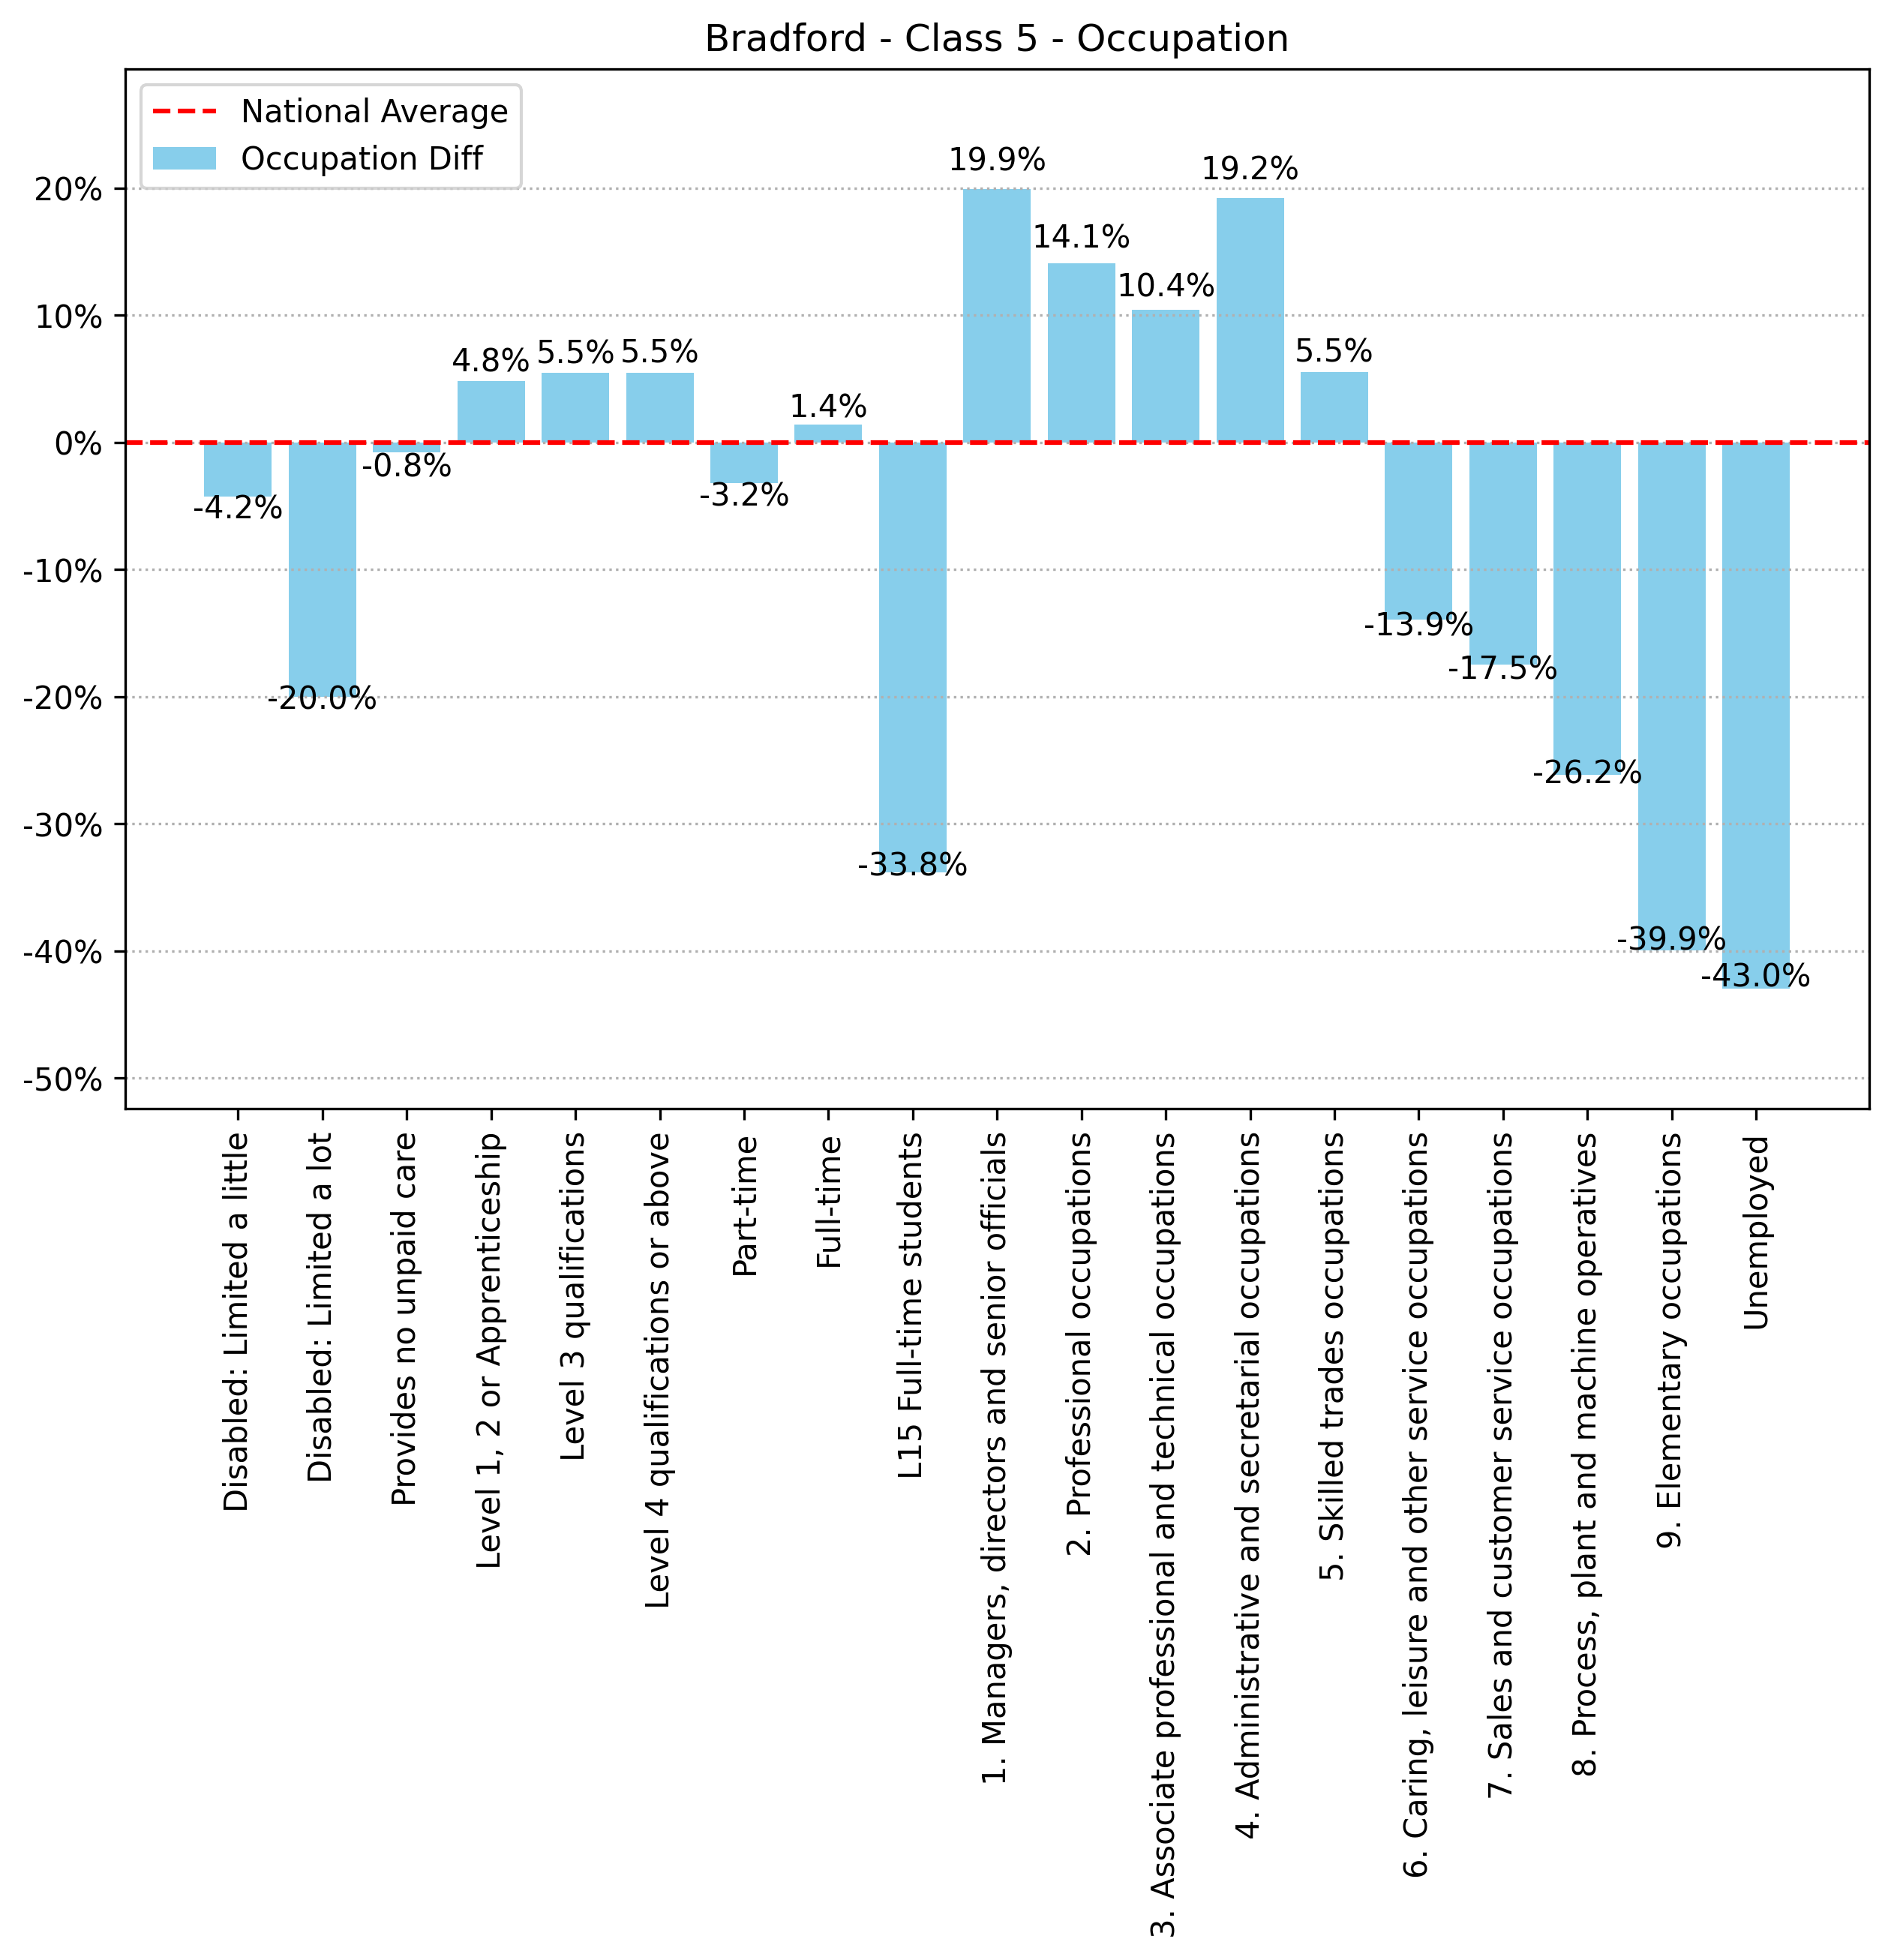 Bradford - Class 5 - Occupation
National Average
Occupation Diff
20%
10%
0%
-10%
-20%
-30%
-40%
-50%
-4.2%
-20.0%
-0.8%
4.8%
5.5%
5.5%
-3.2%
1.4%
-33.8%
19.9%
14.1%
10.4%
19.2%
5.5%
-13.9%
-17.5%
-26.2%
-39.9%
-43.0%
Disabled: Limited a little
Disabled: Limited a lot
Provides no unpaid care
Level 1, 2 or Apprenticeship
Level 3 qualifications
Level 4 qualifications or above
Part-time
Full-time
L15 Full-time students
1. Managers, directors and senior officials
2. Professional occupations
3. Associate professional and technical occupations
4. Administrative and secretarial occupations
5. Skilled trades occupations
6. Caring, leisure and other service occupations
7. Sales and customer service occupations
8. Process, plant and machine operatives
9. Elementary occupations
Unemployed